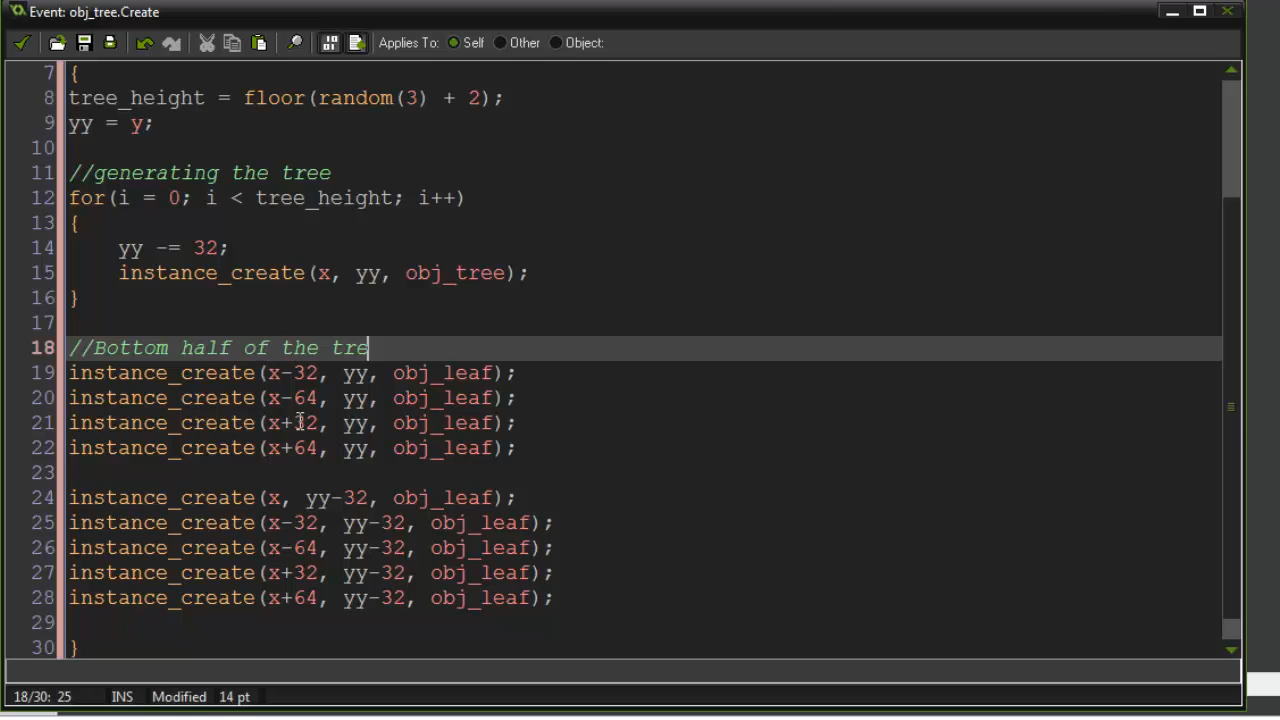 Event: obj_tree.Create
Applies To: Self Other Object:
7 {
8 tree_height = floor(random(3) + 2);
9 yy = y;
10
11 //generating the tree
12 for(i = 0; i < tree_height; i++)
13 {
14 yy -= 32;
15 instance_create(x, yy, obj_tree);
16 }
17
18 //Bottom half of the tre
19 instance_create(x-32, yy, obj_leaf);
20 instance_create(x-64, yy, obj_leaf);
21 instance_create(x+32, yy, obj_leaf);
22 instance_create(x+64, yy, obj_leaf);
23
24 instance_create(x, yy-32, obj_leaf);
25 instance_create(x-32, yy-32, obj_leaf);
26 instance_create(x-64, yy-32, obj_leaf);
27 instance_create(x+32, yy-32, obj_leaf);
28 instance_create(x+64, yy-32, obj_leaf);
29
30 }
18/30: 25 INS Modified 14 pt